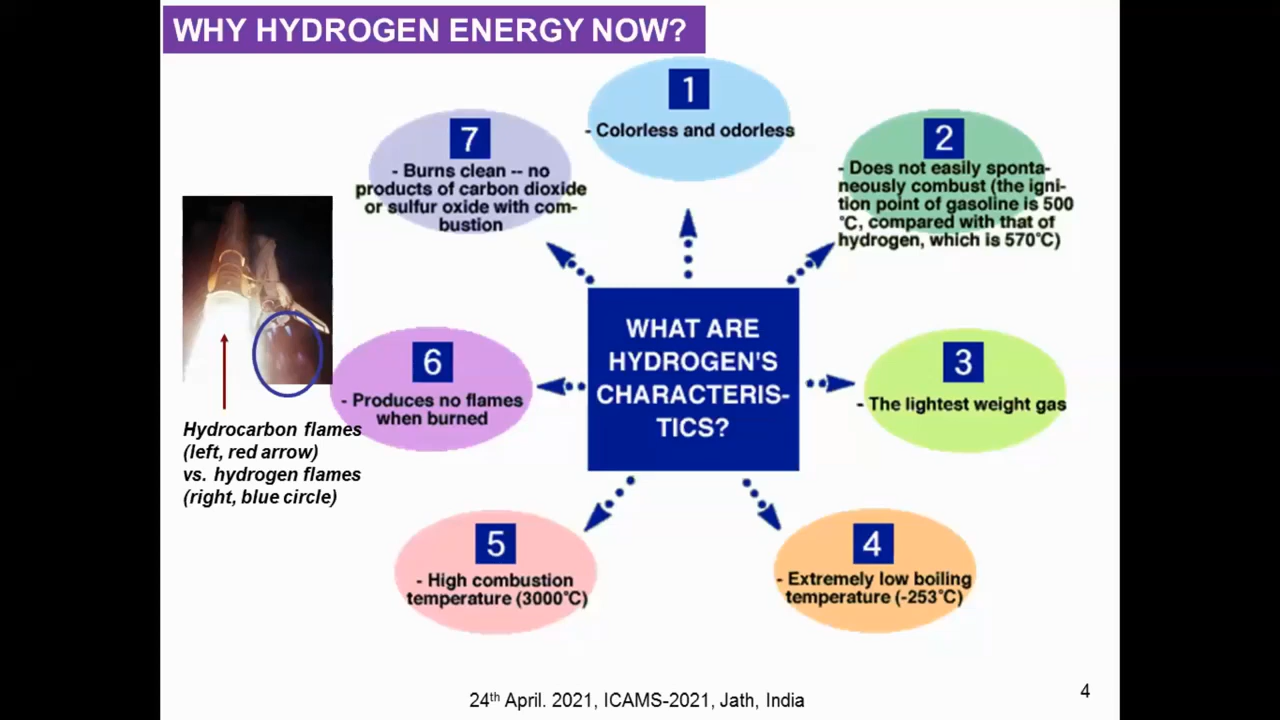 WHY HYDROGEN ENERGY NOW?
1
- Colorless and odorless
2
- Does not easily sponta-
neously combust (the igni-
tion point of gasoline is 500
°C, compared with that of
hydrogen, which is 570°C)
3
- The lightest weight gas
4
- Extremely low boiling
temperature (-253°C)
5
- High combustion
temperature (3000°C)
6
- Produces no flames
when burned
7
- Burns clean -- no
products of carbon dioxide
or sulfur oxide with com-
bustion
WHAT ARE
HYDROGEN'S
CHARACTERIS-
TICS?
Hydrocarbon flames
(left, red arrow)
vs. hydrogen flames
(right, blue circle)
24th April. 2021, ICAMS-2021, Jath, India
4